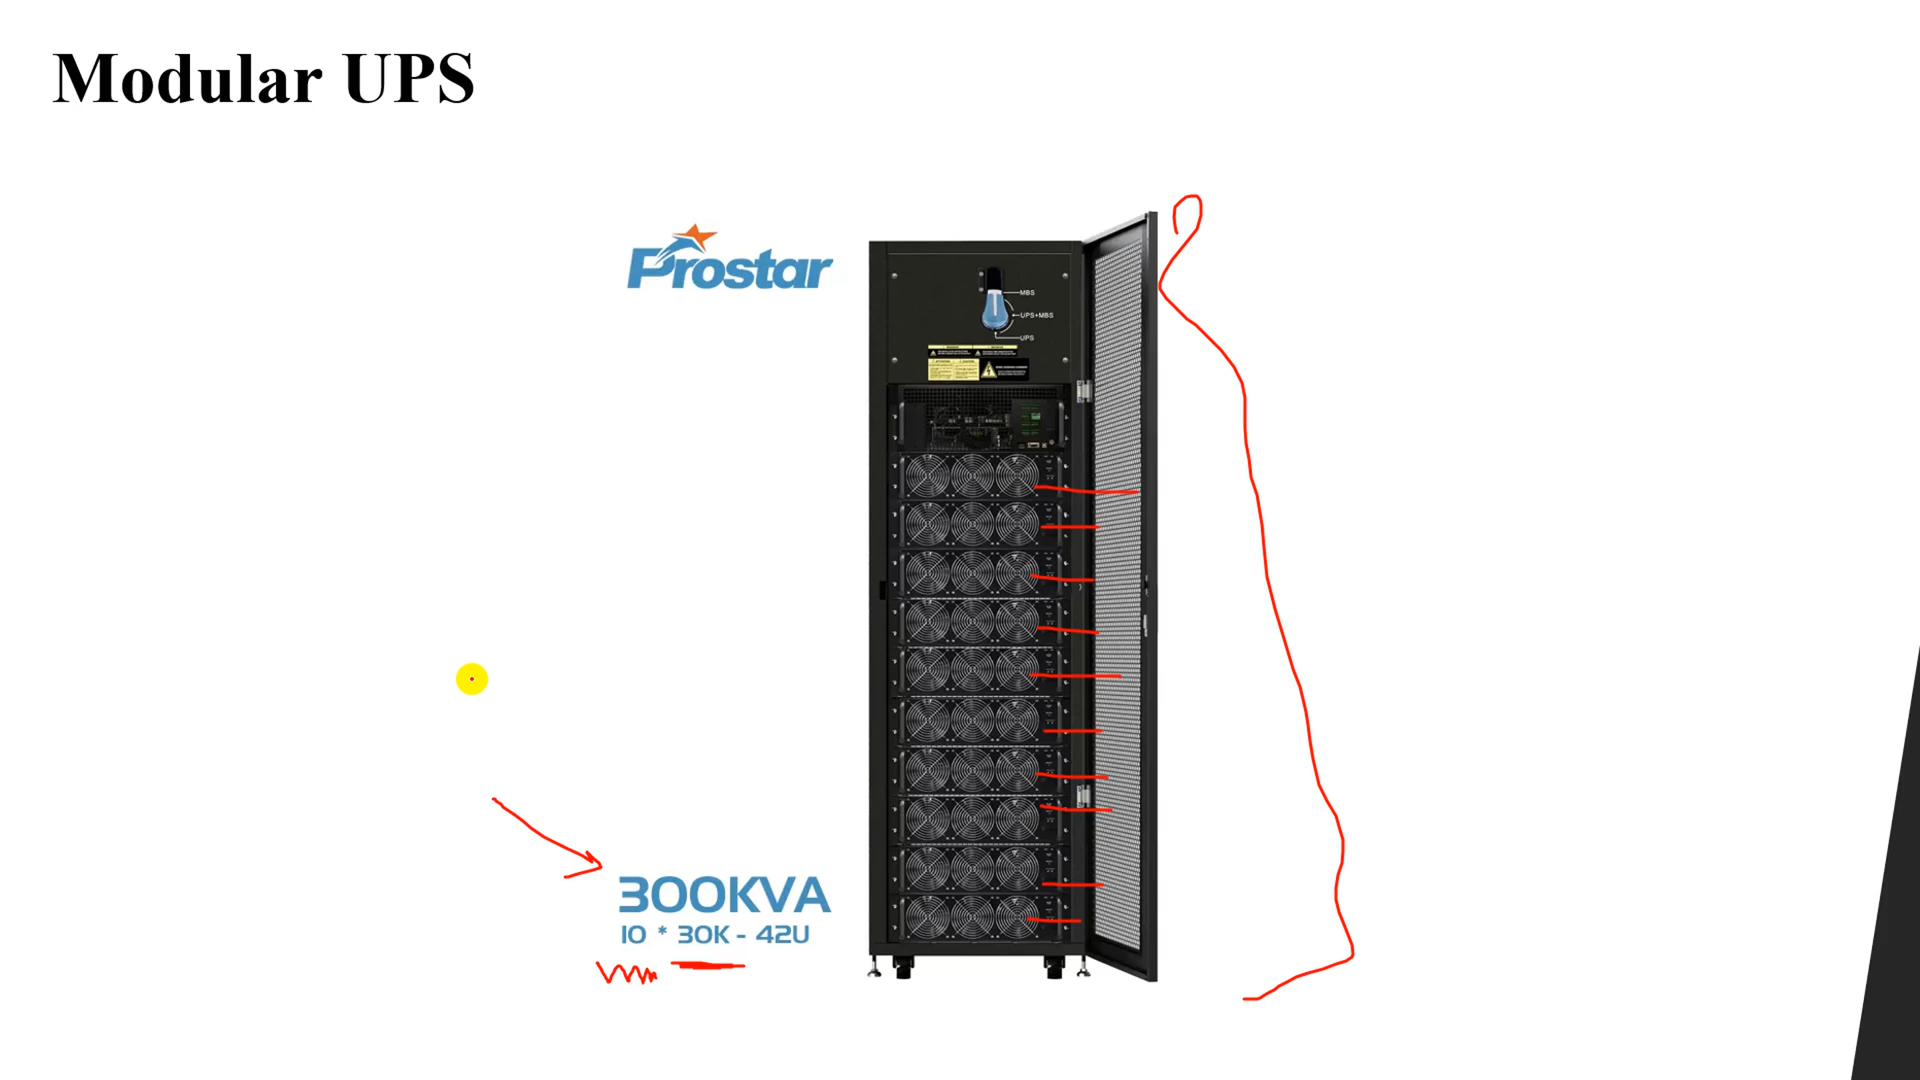 Modular UPS
Prostar
MBS
UPS+MBS
UPS
300KVA
10 * 30K - 42U